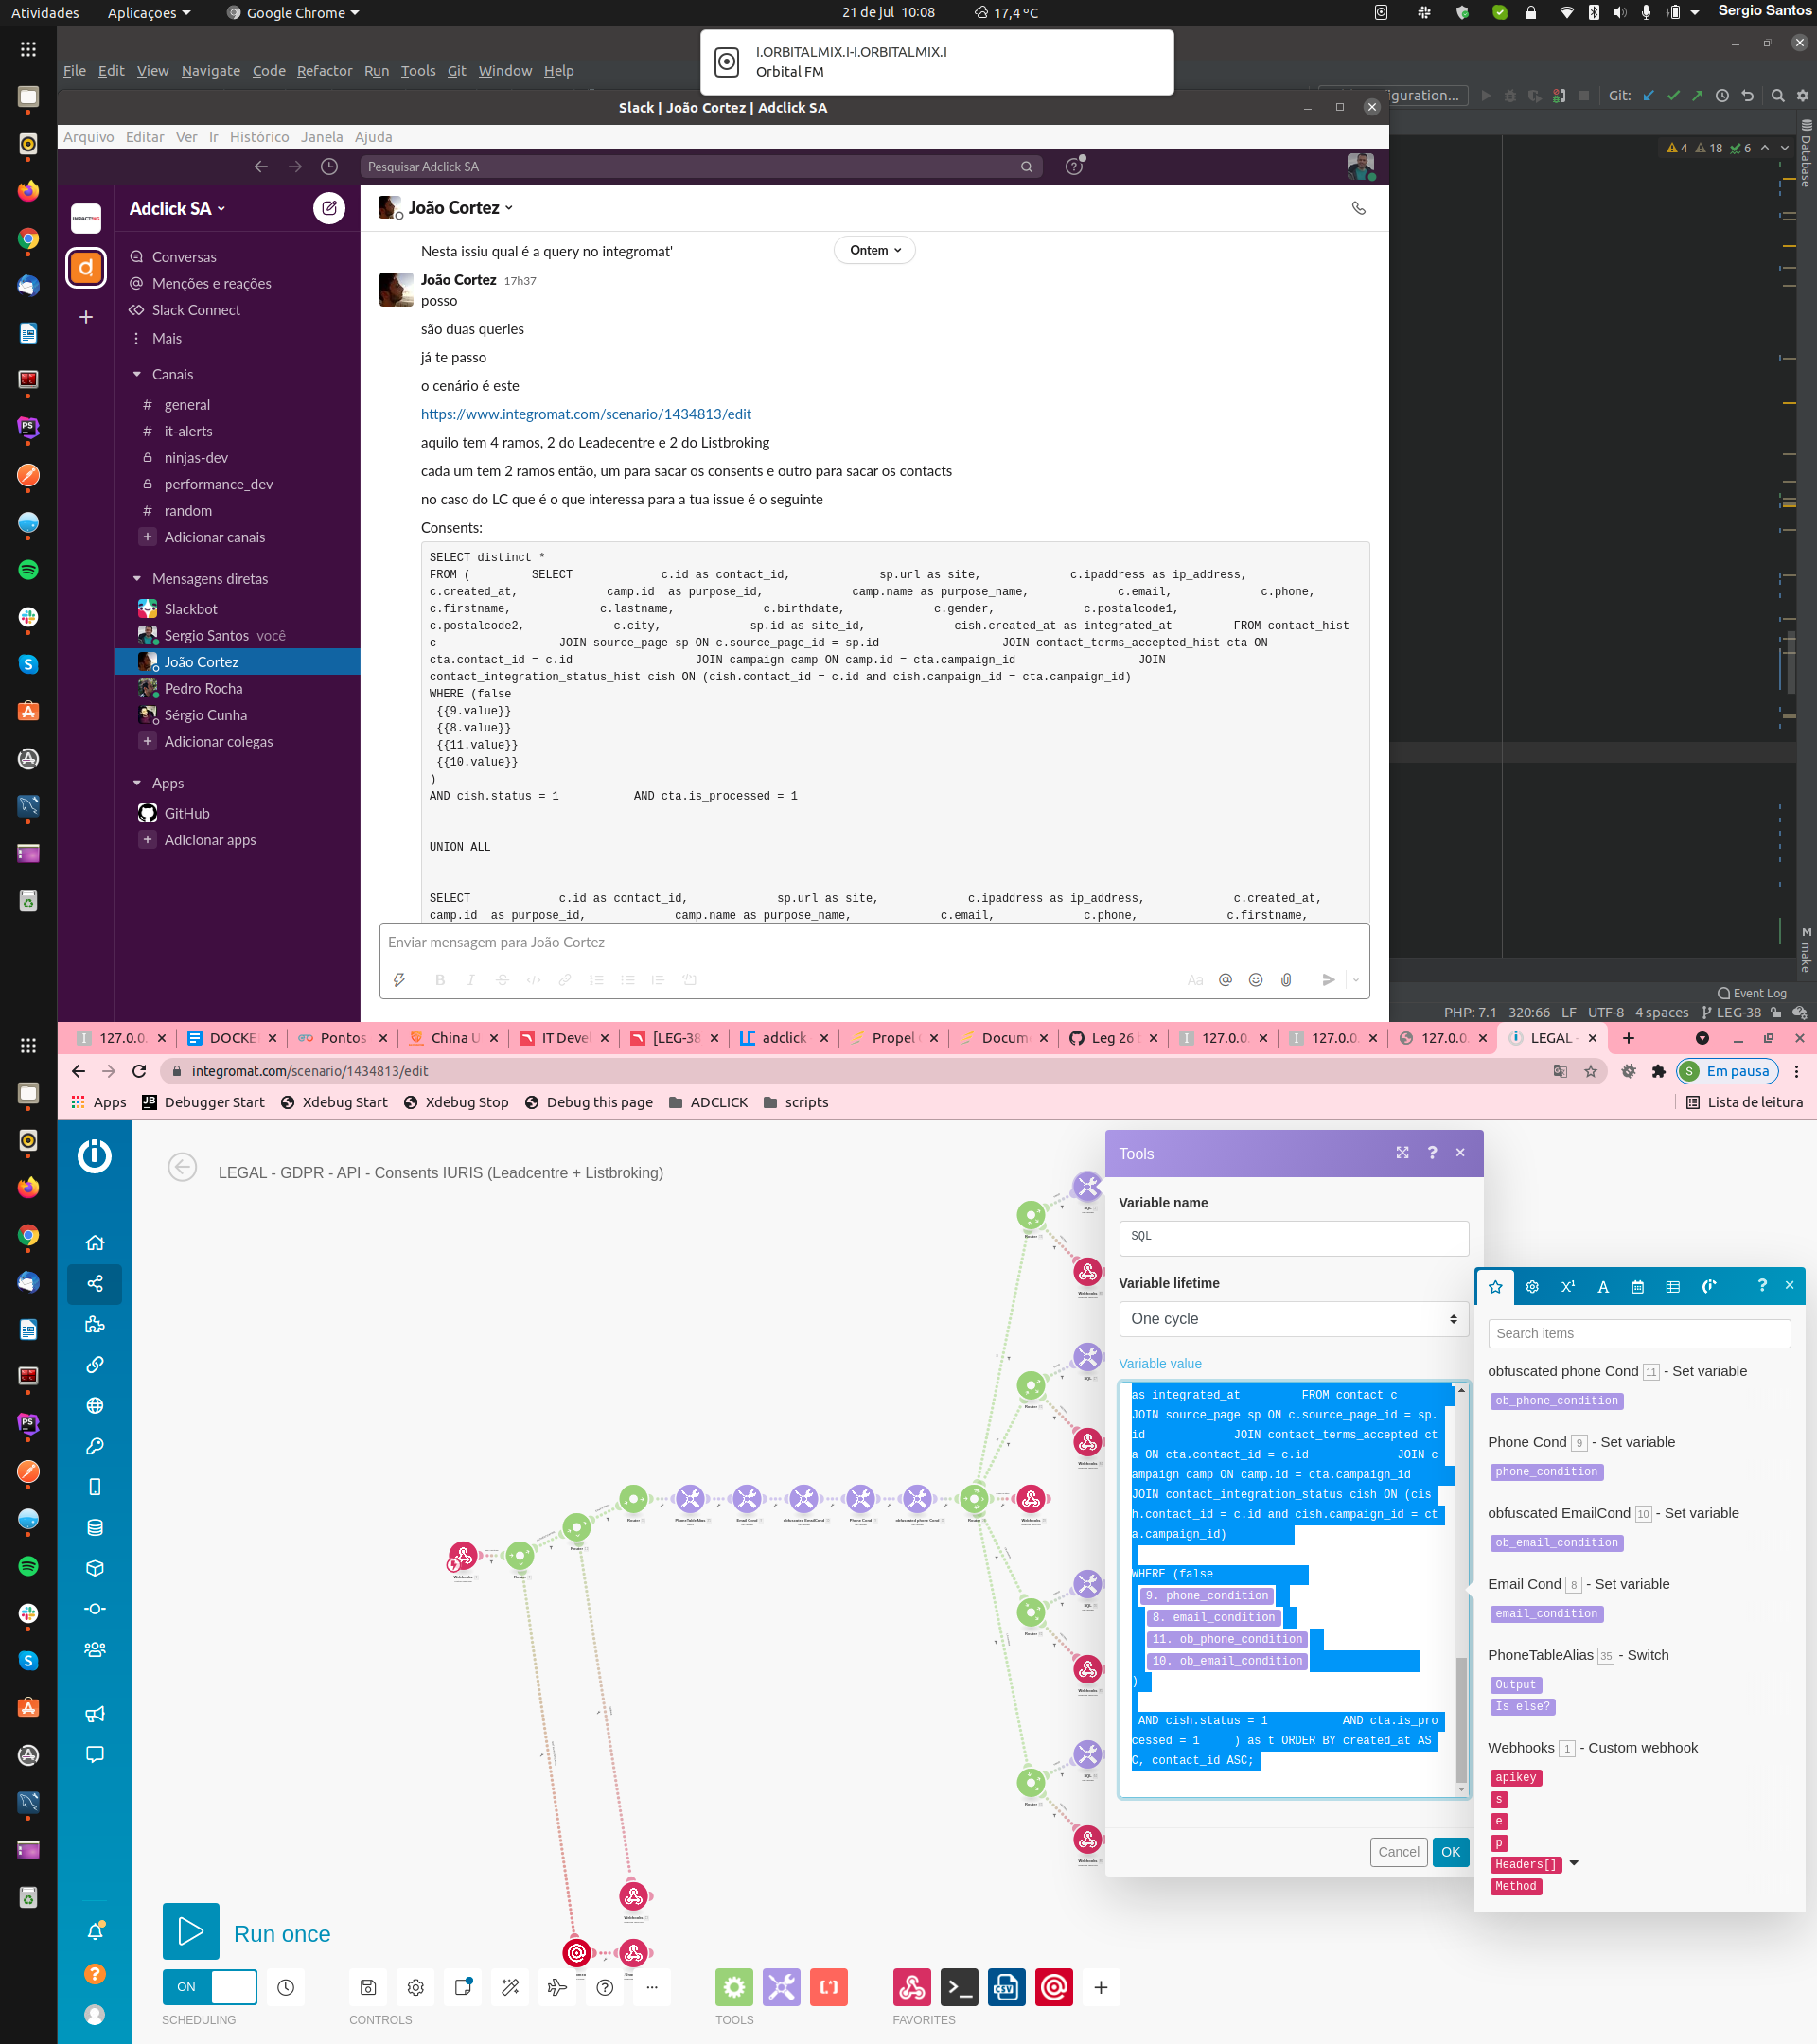 Atividades Aplicações Google Chrome 21 de jul 10:08 17,4 °C Sergio Santos
I.ORBITALMIX.I-I.ORBITALMIX.I
Orbital FM
File Edit View Navigate Code Refactor Run Tools Git Window Help
guration... Git:
4 18 6
Database
make
Event Log
PHP: 7.1 320:66 LF UTF-8 4 spaces LEG-38
Slack | João Cortez | Adclick SA
Arquivo Editar Ver Ir Histórico Janela Ajuda
Pesquisar Adclick SA
Adclick SA
Conversas
Menções e reações
Slack Connect
Mais
Canais
# general
# it-alerts
ninjas-dev
performance_dev
# random
+ Adicionar canais
Mensagens diretas
Slackbot
Sergio Santos você
João Cortez
Pedro Rocha
Sérgio Cunha
+ Adicionar colegas
Apps
GitHub
+ Adicionar apps
João Cortez
Nesta issiu qual é a query no integromat'
Ontem
João Cortez 17h37
posso
são duas queries
já te passo
o cenário é este
https://www.integromat.com/scenario/1434813/edit
aquilo tem 4 ramos, 2 do Leadecentre e 2 do Listbroking
cada um tem 2 ramos então, um para sacar os consents e outro para sacar os contacts
no caso do LC que é o que interessa para a tua issue é o seguinte
Consents:
SELECT distinct *
FROM ( SELECT c.id as contact_id, sp.url as site, c.ipaddress as ip_address,
c.created_at, camp.id as purpose_id, camp.name as purpose_name, c.email, c.phone,
c.firstname, c.lastname, c.birthdate, c.gender, c.postalcode1,
c.postalcode2, c.city, sp.id as site_id, cish.created_at as integrated_at FROM contact_hist
c JOIN source_page sp ON c.source_page_id = sp.id JOIN contact_terms_accepted_hist cta ON
cta.contact_id = c.id JOIN campaign camp ON camp.id = cta.campaign_id JOIN
contact_integration_status_hist cish ON (cish.contact_id = c.id and cish.campaign_id = cta.campaign_id)
WHERE (false
{{9.value}}
{{8.value}}
{{11.value}}
{{10.value}}
)
AND cish.status = 1 AND cta.is_processed = 1
UNION ALL
SELECT c.id as contact_id, sp.url as site, c.ipaddress as ip_address, c.created_at,
camp.id as purpose_id, camp.name as purpose_name, c.email, c.phone, c.firstname,
Enviar mensagem para João Cortez
127.0.0. DOCKE Pontos China U IT Deve [LEG-38 adclick Propel Docum Leg 26 127.0.0. 127.0.0. 127.0.0. LEGAL -
integromat.com/scenario/1434813/edit
S Em pausa
Apps Debugger Start Xdebug Start Xdebug Stop Debug this page ADCLICK scripts Lista de leitura
LEGAL - GDPR - API - Consents IURIS (Leadcentre + Listbroking)
Tools
Variable name
SQL
Variable lifetime
One cycle
Variable value
as integrated_at FROM contact c
JOIN source_page sp ON c.source_page_id = sp.
id JOIN contact_terms_accepted ct
a ON cta.contact_id = c.id JOIN c
ampaign camp ON camp.id = cta.campaign_id
JOIN contact_integration_status cish ON (cis
h.contact_id = c.id and cish.campaign_id = ct
a.campaign_id)
WHERE (false
9. phone_condition
8. email_condition
11. ob_phone_condition
10. ob_email_condition
)
AND cish.status = 1 AND cta.is_pro
cessed = 1 ) as t ORDER BY created_at AS
C, contact_id ASC;
Cancel OK
Search items
obfuscated phone Cond 11 - Set variable
ob_phone_condition
Phone Cond 9 - Set variable
phone_condition
obfuscated EmailCond 10 - Set variable
ob_email_condition
Email Cond 8 - Set variable
email_condition
PhoneTableAlias 35 - Switch
Output
Is else?
Webhooks 1 - Custom webhook
apikey
s
e
p
Headers[]
Method
Run once
ON
SCHEDULING CONTROLS TOOLS FAVORITES